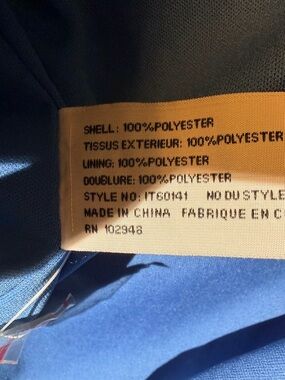 SHELL: 100%POLYESTER
TISSUS EXTERIEUR: 100%POLYESTER
LINING: 100%POLYESTER
DOUBLURE: 100%POLYESTER
STYLE NO: IT60141 NO DU STYLE
MADE IN CHINA FABRIQUE EN C
RN 102948